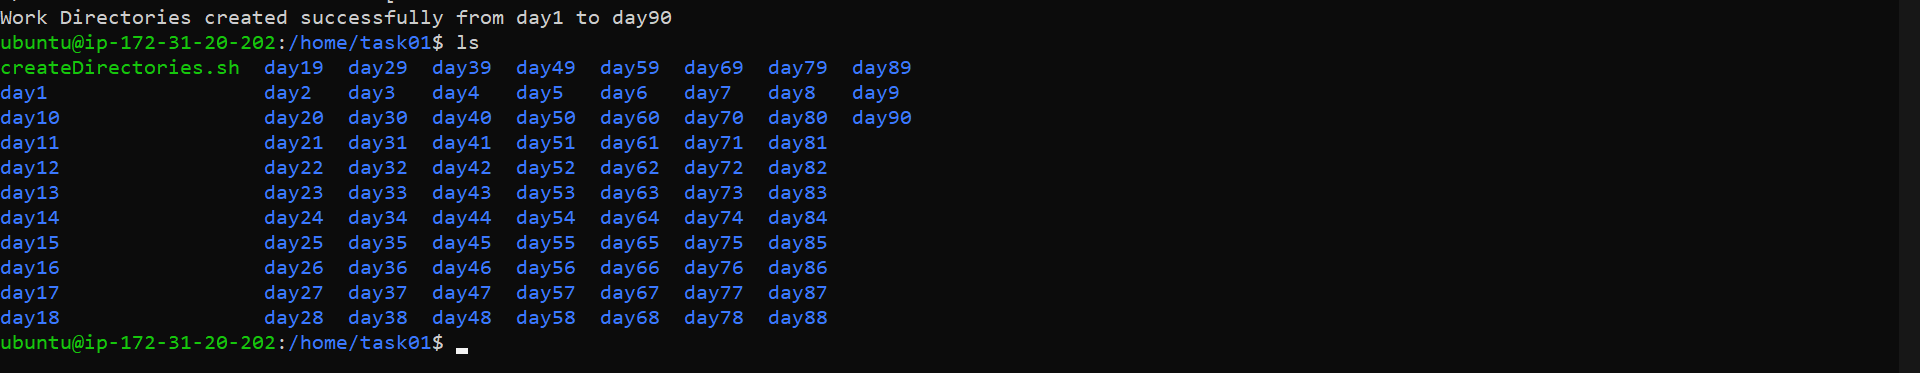 Work Directories created successfully from day1 to day90
ubuntu@ip-172-31-20-202:/home/task01$ ls
createDirectories.sh  day19  day29  day39  day49  day59  day69  day79  day89
day1                  day2   day3   day4   day5   day6   day7   day8   day9
day10                 day20  day30  day40  day50  day60  day70  day80  day90
day11                 day21  day31  day41  day51  day61  day71  day81
day12                 day22  day32  day42  day52  day62  day72  day82
day13                 day23  day33  day43  day53  day63  day73  day83
day14                 day24  day34  day44  day54  day64  day74  day84
day15                 day25  day35  day45  day55  day65  day75  day85
day16                 day26  day36  day46  day56  day66  day76  day86
day17                 day27  day37  day47  day57  day67  day77  day87
day18                 day28  day38  day48  day58  day68  day78  day88
ubuntu@ip-172-31-20-202:/home/task01$